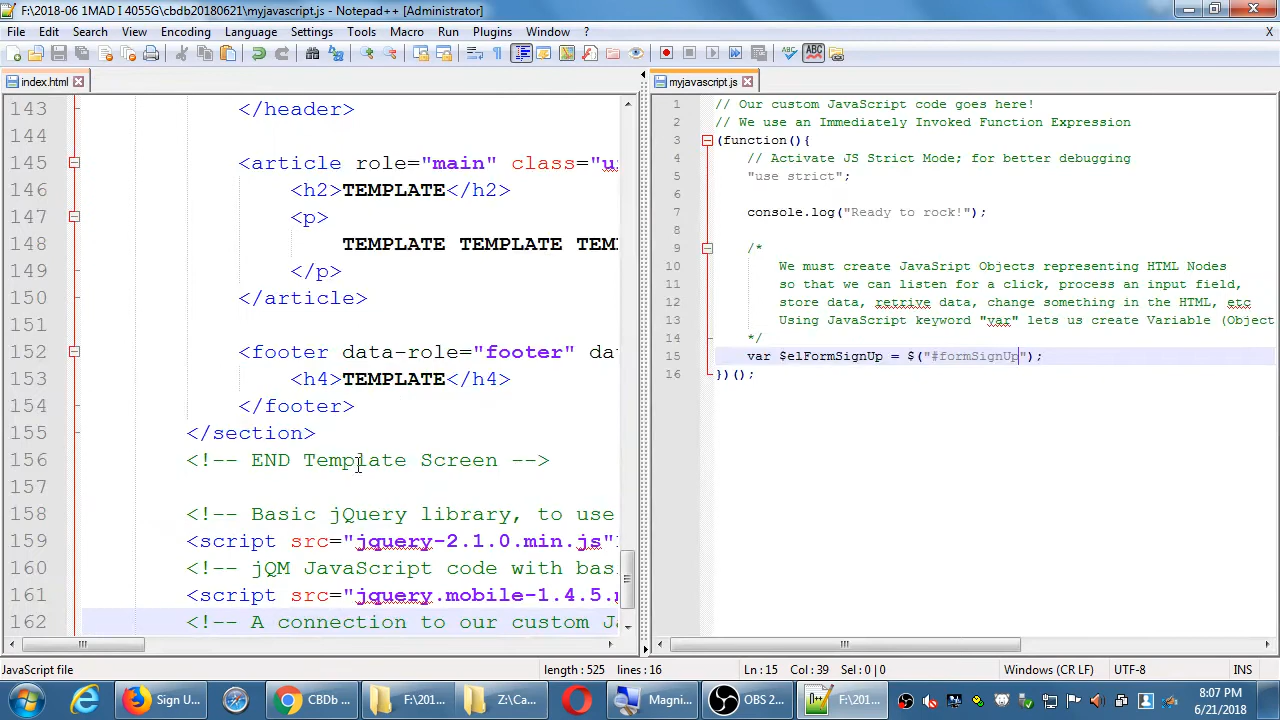 F:\2018-06 1MAD I 4055G\cbdb20180621\myjavascript.js - Notepad++ [Administrator]
File Edit Search View Encoding Language Settings Tools Macro Run Plugins Window ? X
index.html
myjavascript.js
143 </header>
144
145 <article role="main" class="u
146 <h2>TEMPLATE</h2>
147 <p>
148 TEMPLATE TEMPLATE TEM
149 </p>
150 </article>
151
152 <footer data-role="footer" da
153 <h4>TEMPLATE</h4>
154 </footer>
155 </section>
156 <!-- END Template Screen -->
157
158 <!-- Basic jQuery library, to use
159 <script src="jquery-2.1.0.min.js"
160 <!-- jQM JavaScript code with bas
161 <script src="jquery.mobile-1.4.5.
162 <!-- A connection to our custom J
1 // Our custom JavaScript code goes here!
2 // We use an Immediately Invoked Function Expression
3 (function(){
4 // Activate JS Strict Mode; for better debugging
5 "use strict";
6
7 console.log("Ready to rock!");
8
9 /*
10 We must create JavaSript Objects representing HTML Nodes
11 so that we can listen for a click, process an input field,
12 store data, retrive data, change something in the HTML, etc
13 Using JavaScript keyword "var" lets us create Variable (Object
14 */
15 var $elFormSignUp = $("#formSignUp");
16 })();
JavaScript file length : 525 lines : 16 Ln : 15 Col : 39 Sel : 0 | 0 Windows (CR LF) UTF-8 INS
Sign U... CBDb ... F:\201... Z:\Ca... Magni... OBS 2... F:\201...
8:07 PM
6/21/2018